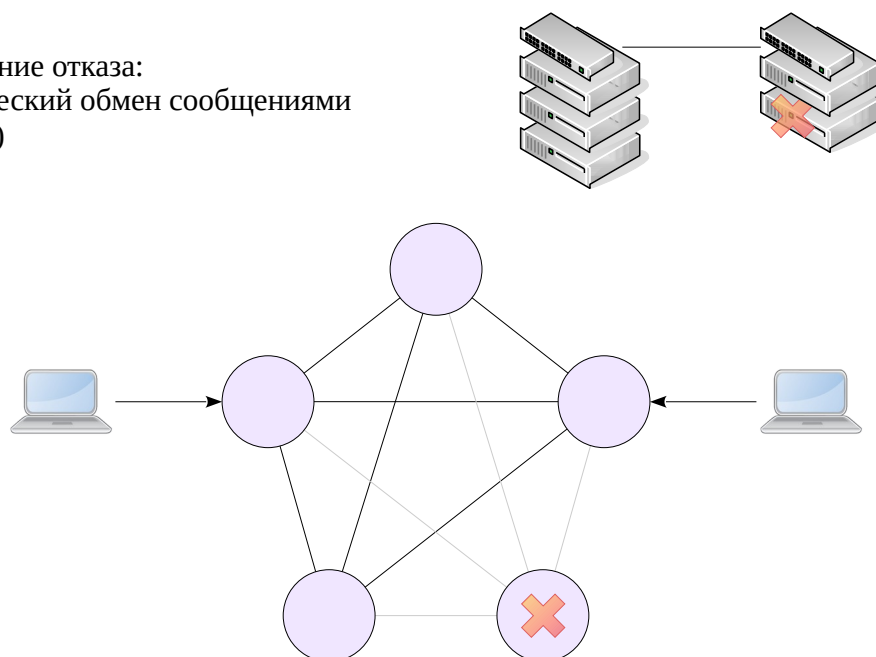 ние отказа:
еский обмен сообщениями
)